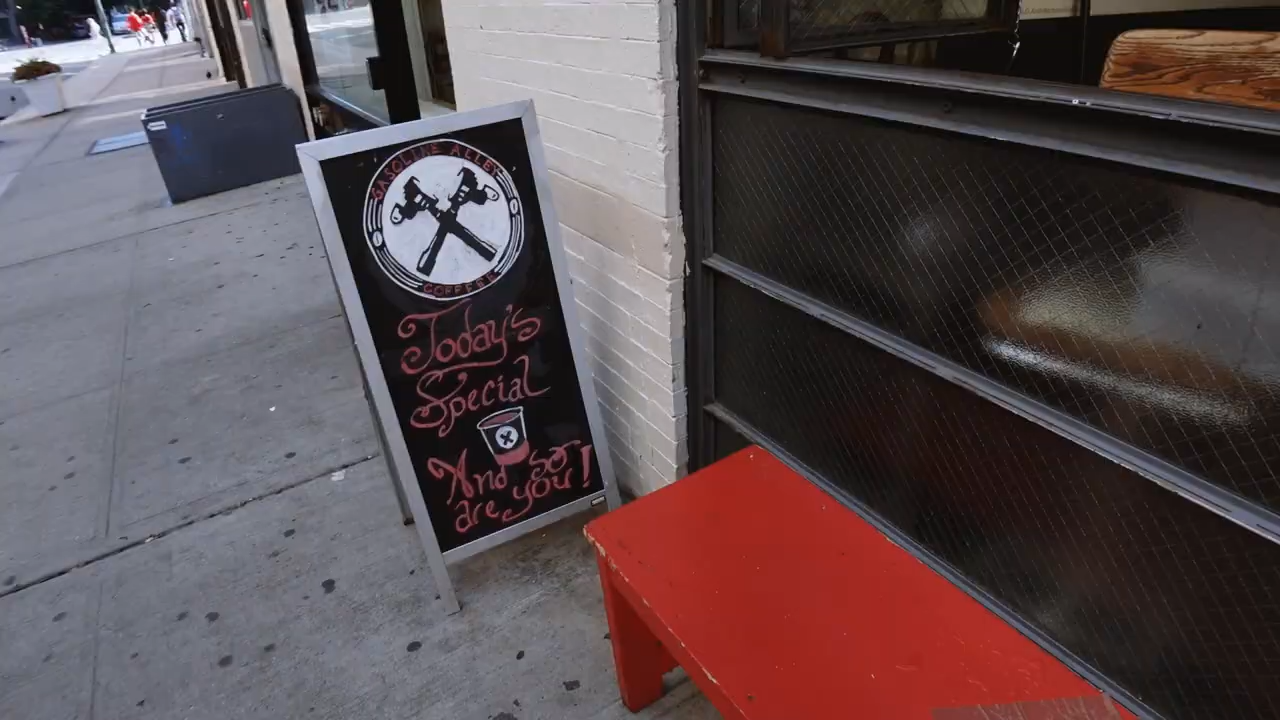 GASOLINE ALLEY
COFFEE
Today's
Special
And so
are you!